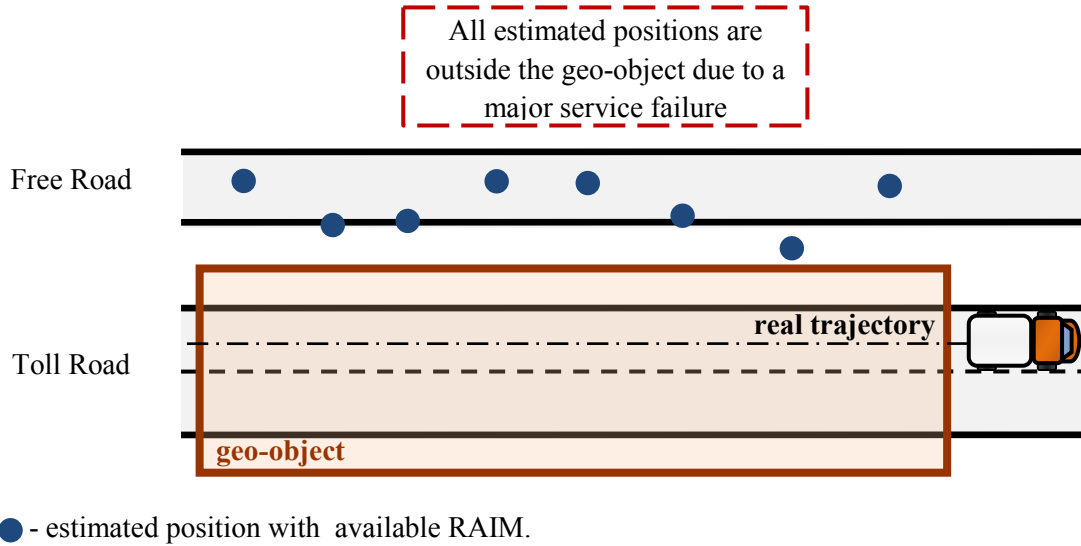 All estimated positions are
outside the geo-object due to a
major service failure
Free Road
real trajectory
Toll Road
geo-object
- estimated position with available RAIM.